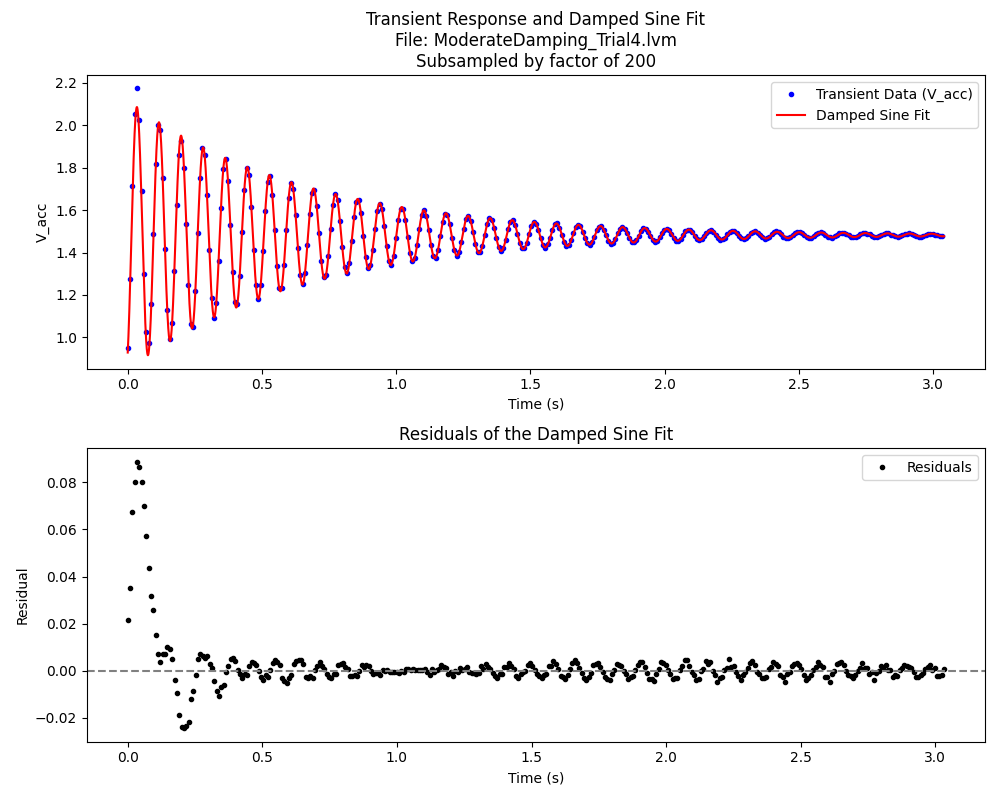 Transient Response and Damped Sine Fit
File: ModerateDamping_Trial4.lvm
Subsampled by factor of 200
2.2
2.0
1.8
1.6
1.4
1.2
1.0
V_acc
Transient Data (V_acc)
Damped Sine Fit
0.0 0.5 1.0 1.5 2.0 2.5 3.0
Time (s)
Residuals of the Damped Sine Fit
0.08
0.06
0.04
0.02
0.00
−0.02
Residual
Residuals
0.0 0.5 1.0 1.5 2.0 2.5 3.0
Time (s)